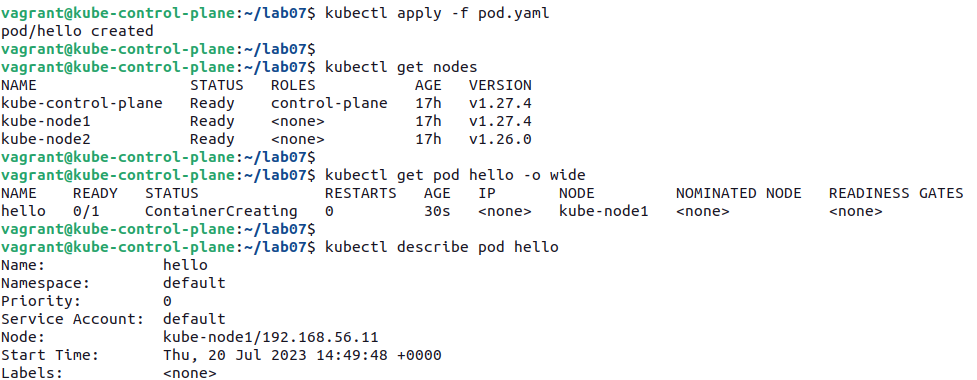 vagrant@kube-control-plane:~/lab07$ kubectl apply -f pod.yaml
pod/hello created
vagrant@kube-control-plane:~/lab07$
vagrant@kube-control-plane:~/lab07$ kubectl get nodes
NAME                 STATUS   ROLES           AGE   VERSION
kube-control-plane   Ready    control-plane   17h   v1.27.4
kube-node1           Ready    <none>          17h   v1.27.4
kube-node2           Ready    <none>          17h   v1.26.0
vagrant@kube-control-plane:~/lab07$
vagrant@kube-control-plane:~/lab07$ kubectl get pod hello -o wide
NAME    READY   STATUS              RESTARTS   AGE   IP       NODE         NOMINATED NODE   READINESS GATES
hello   0/1     ContainerCreating   0          30s   <none>   kube-node1   <none>           <none>
vagrant@kube-control-plane:~/lab07$
vagrant@kube-control-plane:~/lab07$ kubectl describe pod hello
Name:             hello
Namespace:        default
Priority:         0
Service Account:  default
Node:             kube-node1/192.168.56.11
Start Time:       Thu, 20 Jul 2023 14:49:48 +0000
Labels:           <none>